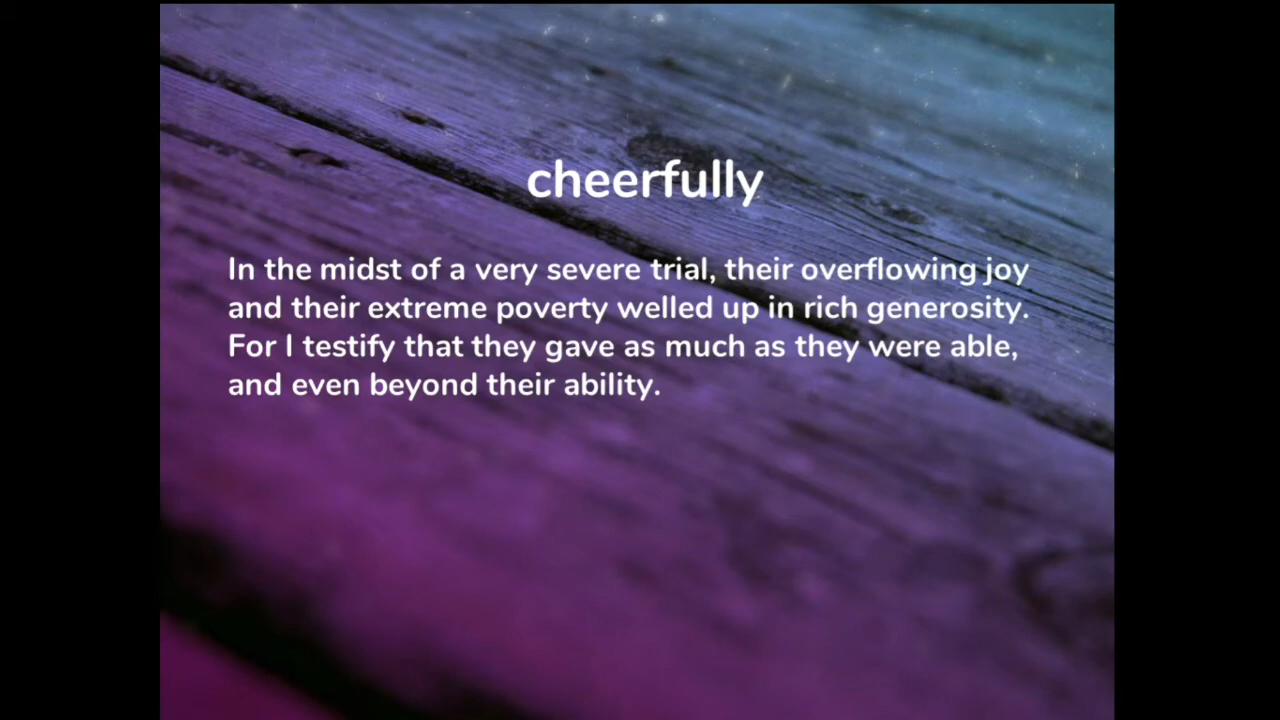 cheerfully
In the midst of a very severe trial, their overflowing joy
and their extreme poverty welled up in rich generosity.
For I testify that they gave as much as they were able,
and even beyond their ability.